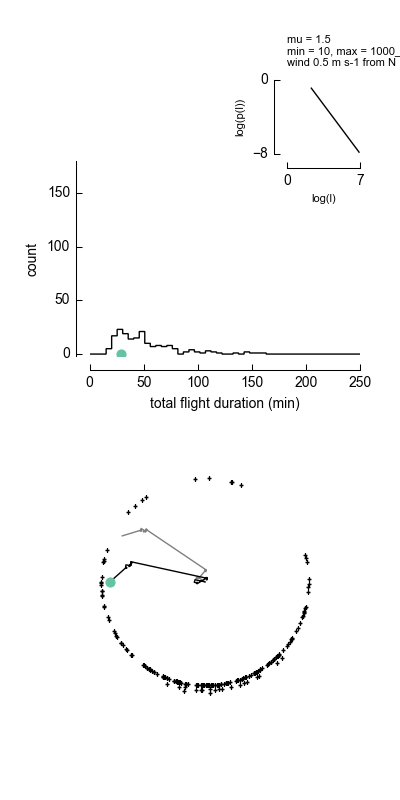 mu = 1.5
min = 10, max = 1000_
wind 0.5 m s-1 from N
0
−8
log(p(l))
0
7
log(l)
150
100
50
0
count
0
50
100
150
200
250
total flight duration (min)